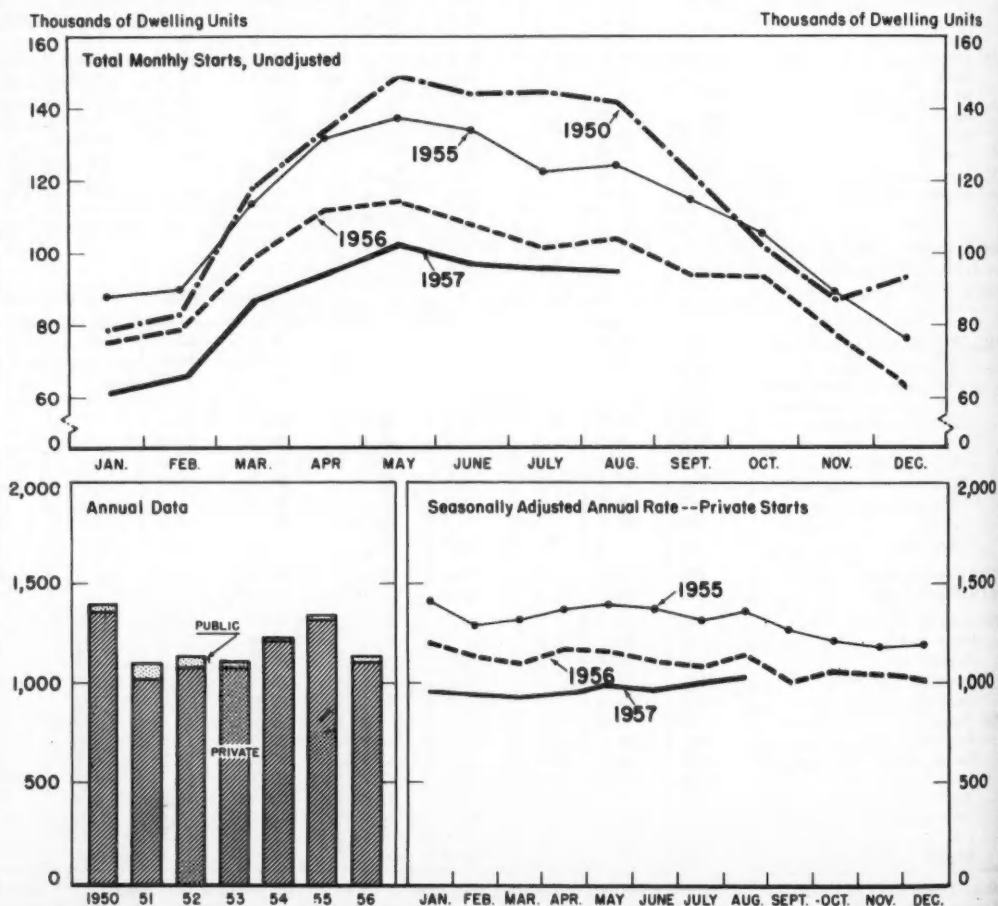 Thousands of Dwelling Units Thousands of Dwelling Units
160 160
Total Monthly Starts, Unadjusted
140 140
1950
1955
120 120
100 1956 100
1957
80 80
60 60
0 0
JAN. FEB. MAR. APR MAY JUNE JULY AUG. SEPT. OCT. NOV. DEC.
2,000 2,000
Annual Data Seasonally Adjusted Annual Rate--Private Starts
1,500 1955 1,500
PUBLIC
1,000 1956 1,000
1957
PRIVATE
500 500
0 0
1950 51 52 53 54 55 56 JAN. FEB. MAR. APR. MAY JUNE JULY AUG. SEPT. -OCT. NOV. DEC.